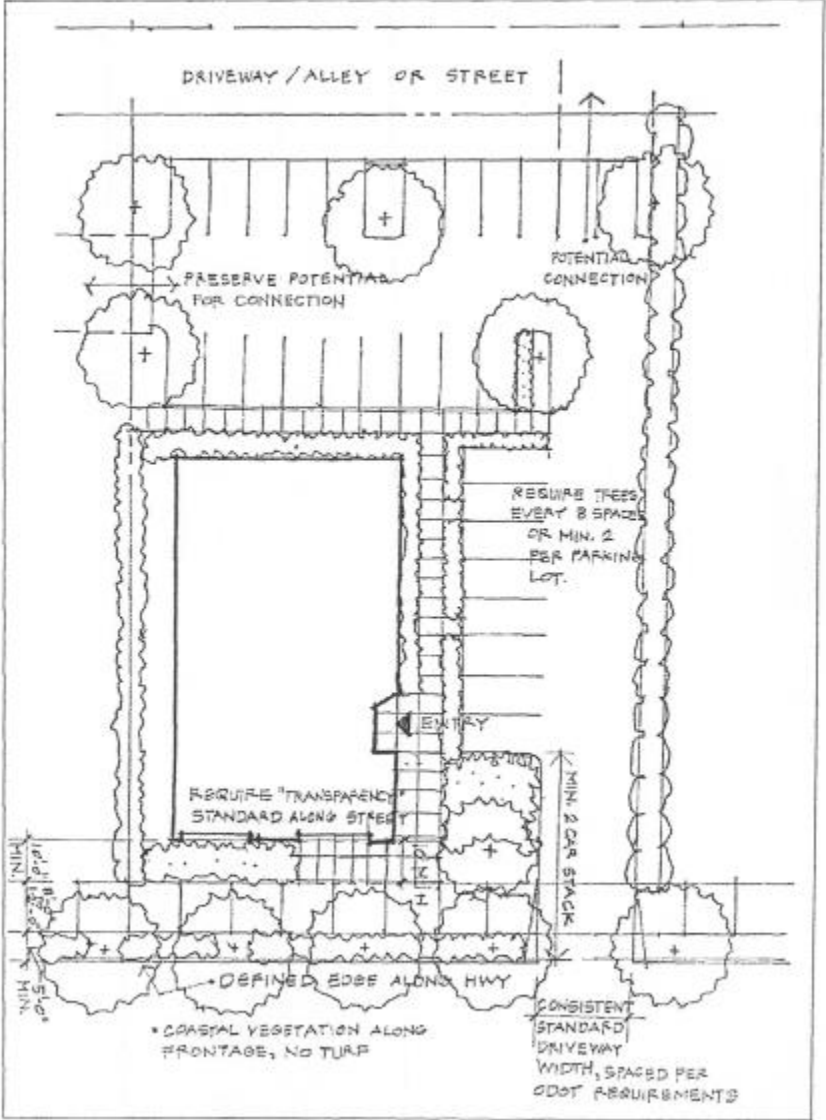 DRIVEWAY / ALLEY OR STREET
POTENTIAL
CONNECTION
PRESERVE POTENTIAL
FOR CONNECTION
REQUIRE TREES
EVERY 8 SPACES
OR MIN. 2
PER PARKING
LOT.
ENTRY
REQUIRE "TRANSPARENCY"
STANDARD ALONG STREET
MIN. 2 CAR STACK
10'0"
MIN.
5'0"
MIN.
• DEFINED EDGE ALONG HWY
• COASTAL VEGETATION ALONG
FRONTAGE, NO TURF
CONSISTENT
STANDARD
DRIVEWAY
WIDTH, SPACED PER
ODOT REQUIREMENTS